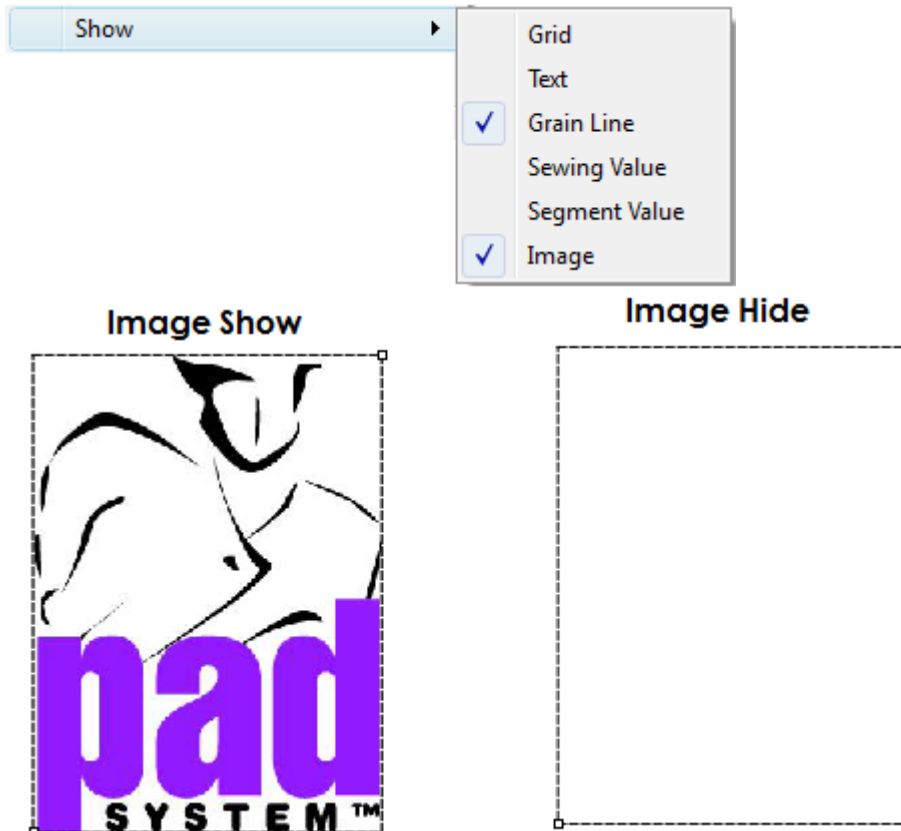 Show
Grid
Text
Grain Line
Sewing Value
Segment Value
Image
Image Show
Image Hide
pad
SYSTEM™